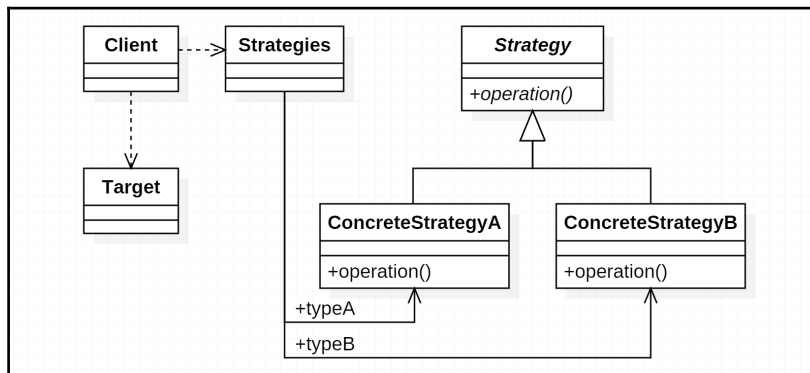 Client
Strategies
Strategy
+operation()
Target
ConcreteStrategyA
ConcreteStrategyB
+operation()
+operation()
+typeA
+typeB